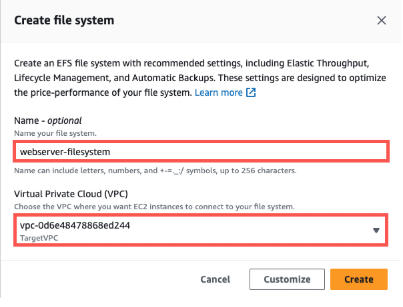 Create file system
Create an EFS file system with recommended settings, including Elastic Throughput,
Lifecycle Management, and Automatic Backups. These settings are designed to optimize
the price-performance of your file system. Learn more
Name - optional
Name your file system.
webserver-filesystem
Name can include letters, numbers, and +-=._:/ symbols, up to 256 characters.
Virtual Private Cloud (VPC)
Choose the VPC where you want EC2 instances to connect to your file system.
vpc-0d6e48478868ed244
TargetVPC
Cancel Customize Create